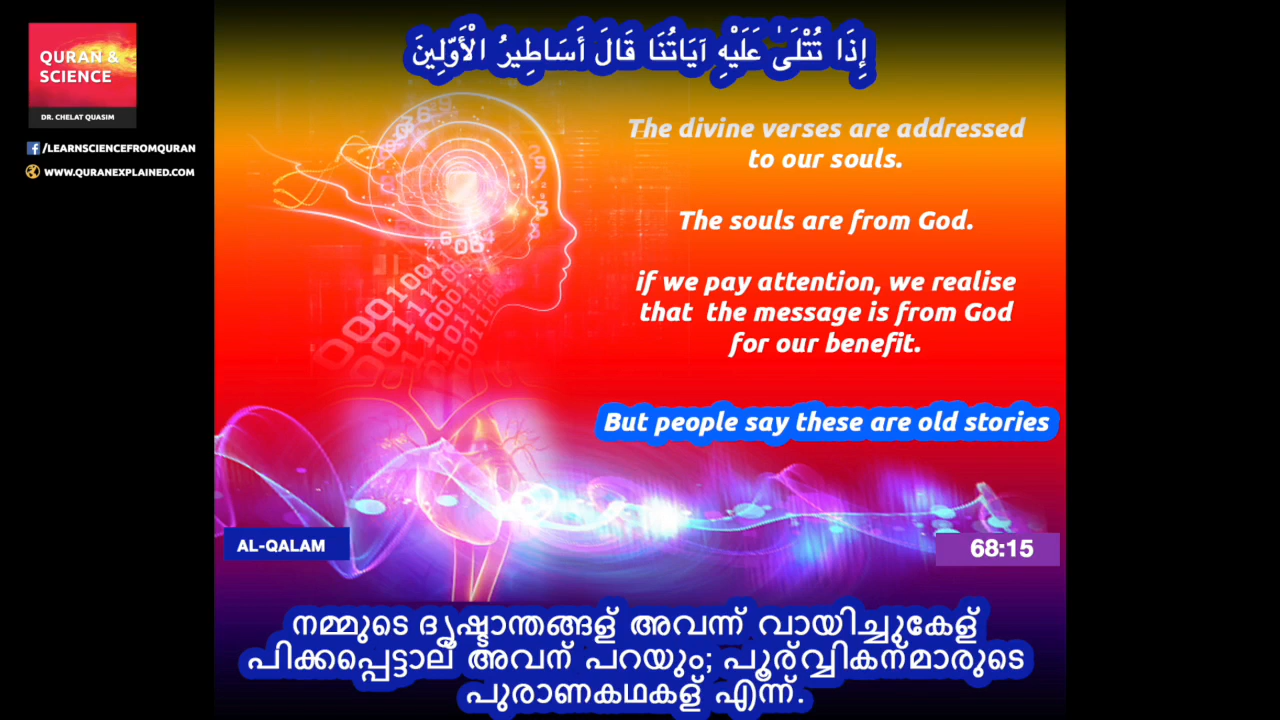 QURAN &
SCIENCE
DR. CHELAT QUASIM
/LEARNSCIENCEFROMQURAN
WWW.QURANEXPLAINED.COM
إِذَا تُتْلَىٰ عَلَيْهِ آيَاتُنَا قَالَ أَسَاطِيرُ الْأَوَّلِينَ
The divine verses are addressed
to our souls.
The souls are from God.
if we pay attention, we realise
that the message is from God
for our benefit.
But people say these are old stories
AL-QALAM
68:15
നമ്മുടെ ദൃഷ്ടാന്തങ്ങള് അവന്ന് വായിച്ചുകേള്
പിക്കപ്പെട്ടാല് അവന് പറയും; പൂര്വ്വികന്മാരുടെ
പുരാണകഥകള് എന്ന്.